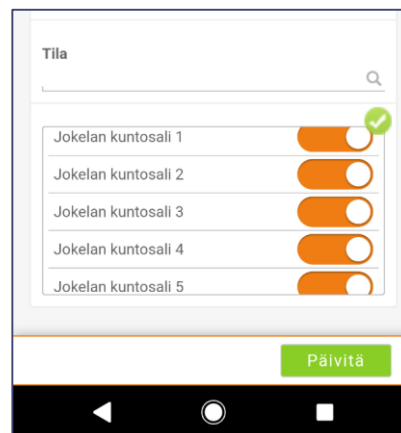 Tila
Jokelan kuntosali 1
Jokelan kuntosali 2
Jokelan kuntosali 3
Jokelan kuntosali 4
Jokelan kuntosali 5
Päivitä